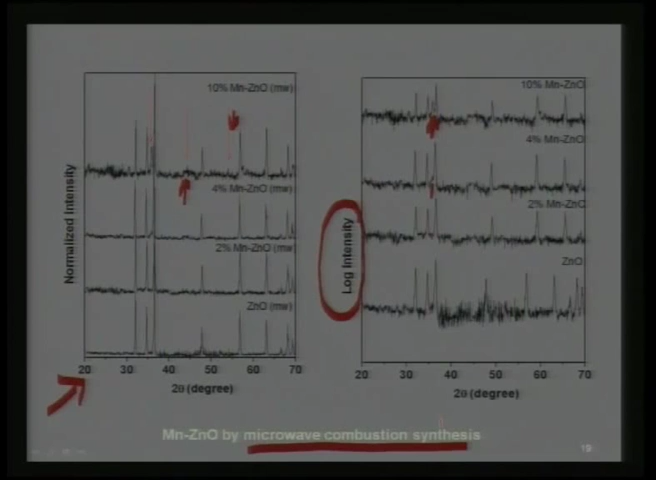 10% Mn-ZnO (mw)
4% Mn-ZnO (mw)
2% Mn-ZnO (mw)
ZnO (mw)
Normalized intensity
20 30 40 50 60 70
2θ (degree)
10% Mn-ZnO
4% Mn-ZnO
2% Mn-ZnO
ZnO
Log Intensity
20 30 40 50 60 70
2θ (degree)
Mn-ZnO by microwave combustion synthesis
19